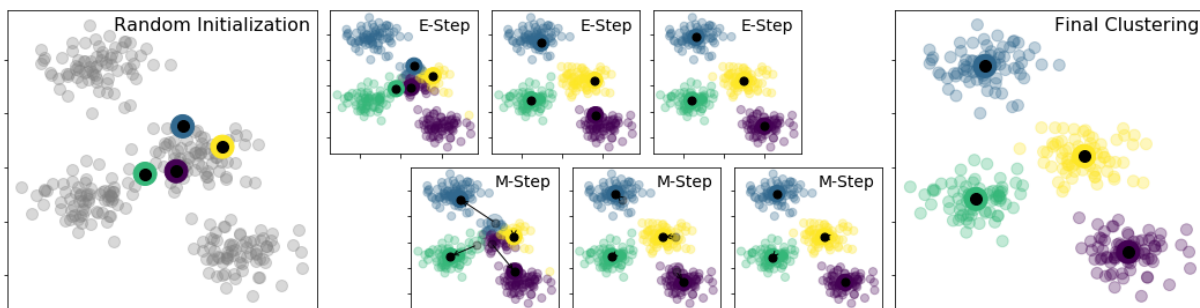 Random Initialization
E-Step
E-Step
E-Step
Final Clustering
M-Step
M-Step
M-Step